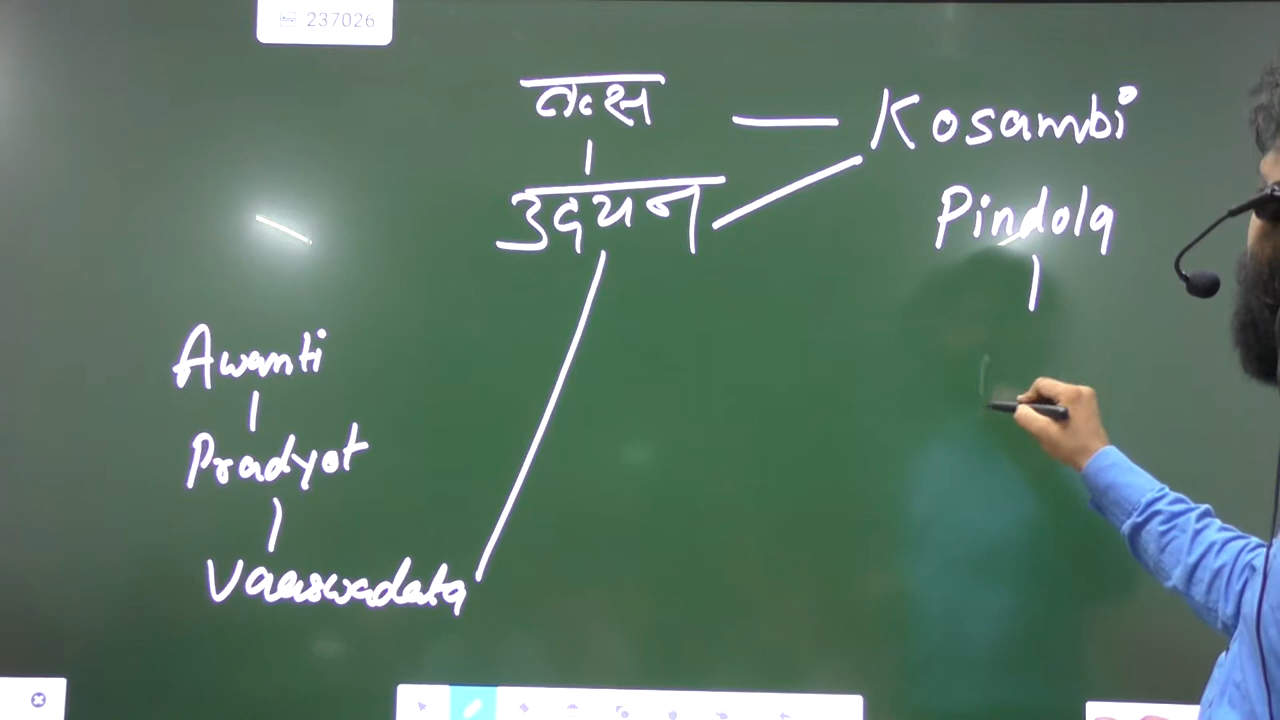 237026
वत्स — Kosambi
उदयन
Pindola
Awanti
Pradyot
Vaaswadata